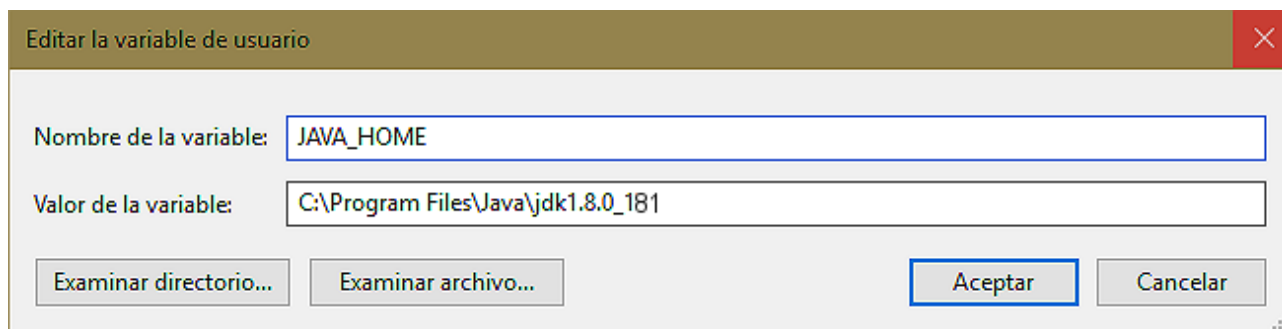 Editar la variable de usuario
Nombre de la variable: JAVA_HOME
Valor de la variable: C:\Program Files\Java\jdk1.8.0_181
Examinar directorio... Examinar archivo... Aceptar Cancelar